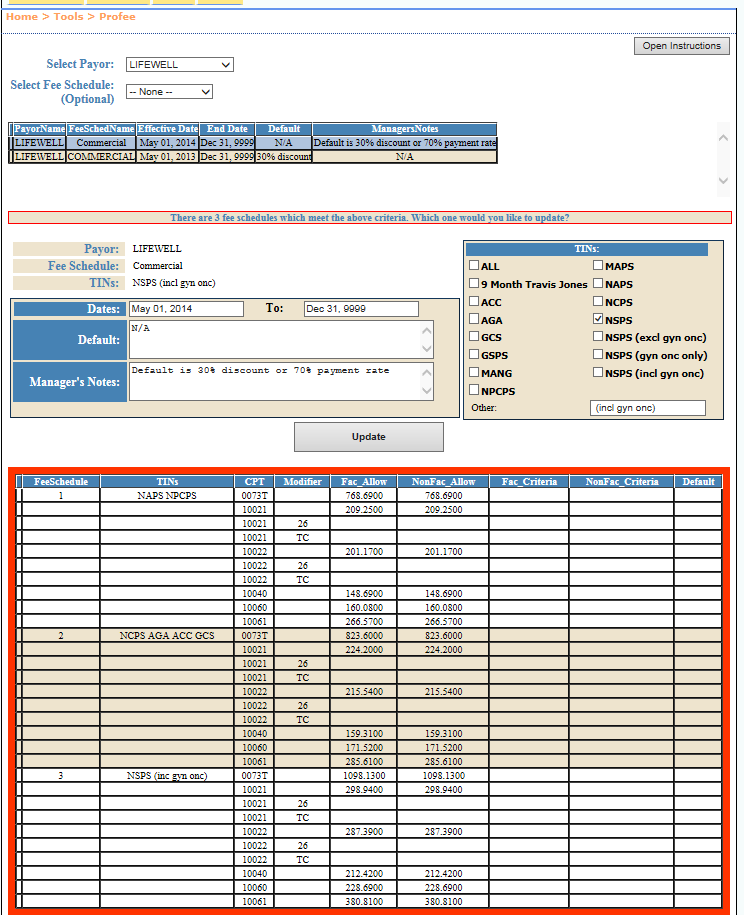 Home > Tools > Profee
Open Instructions
Select Payor: LIFEWELL
Select Fee Schedule: -- None --
(Optional)
PayorName FeeSchedName Effective Date End Date Default ManagersNotes
LIFEWELL Commercial May 01, 2014 Dec 31, 9999 N/A Default is 30% discount or 70% payment rate
LIFEWELL COMMERCIAL May 01, 2013 Dec 31, 9999 30% discount N/A
There are 3 fee schedules which meet the above criteria. Which one would you like to update?
Payor: LIFEWELL
Fee Schedule: Commercial
TINs: NSPS (incl gyn onc)
Dates: May 01, 2014 To: Dec 31, 9999
Default: N/A
Manager's Notes: Default is 30% discount or 70% payment rate
TINs:
ALL MAPS
9 Month Travis Jones NAPS
ACC NCPS
AGA NSPS
GCS NSPS (excl gyn onc)
GSPS NSPS (gyn onc only)
MANG NSPS (incl gyn onc)
NPCPS
Other: (incl gyn onc)
Update
FeeSchedule TINs CPT Modifier Fac_Allow NonFac_Allow Fac_Criteria NonFac_Criteria Default
1 NAPS NPCPS 0073T 768.6900 768.6900
10021 209.2500 209.2500
10021 26
10021 TC
10022 201.1700 201.1700
10022 26
10022 TC
10040 148.6900 148.6900
10060 160.0800 160.0800
10061 266.5700 266.5700
2 NCPS AGA ACC GCS 0073T 823.6000 823.6000
10021 224.2000 224.2000
10021 26
10021 TC
10022 215.5400 215.5400
10022 26
10022 TC
10040 159.3100 159.3100
10060 171.5200 171.5200
10061 285.6100 285.6100
3 NSPS (inc gyn onc) 0073T 1098.1300 1098.1300
10021 298.9400 298.9400
10021 26
10021 TC
10022 287.3900 287.3900
10022 26
10022 TC
10040 212.4200 212.4200
10060 228.6900 228.6900
10061 380.8100 380.8100